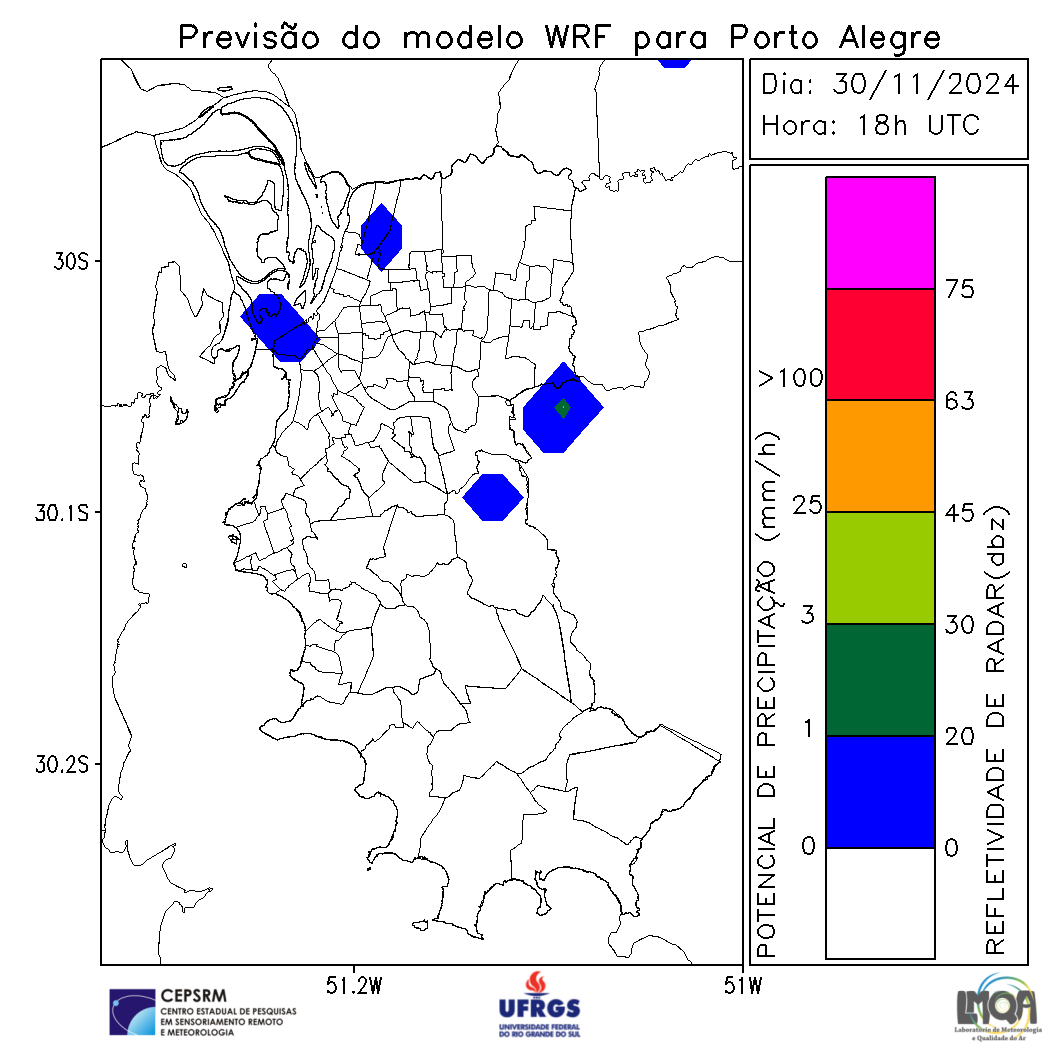 Previsão do modelo WRF para Porto Alegre
Dia: 30/11/2024
Hora: 18h UTC
30S
30.1S
30.2S
51.2W
51W
POTENCIAL DE PRECIPITAÇÃO (mm/h)
>100
25
3
1
0
75
63
45
30
20
0
REFLETIVIDADE DE RADAR(dbz)
CEPSRM
CENTRO ESTADUAL DE PESQUISAS
EM SENSORIAMENTO REMOTO
E METEOROLOGIA
UFRGS
UNIVERSIDADE FEDERAL
DO RIO GRANDE DO SUL
LMQA
Laboratório de Meteorologia
e Qualidade do Ar